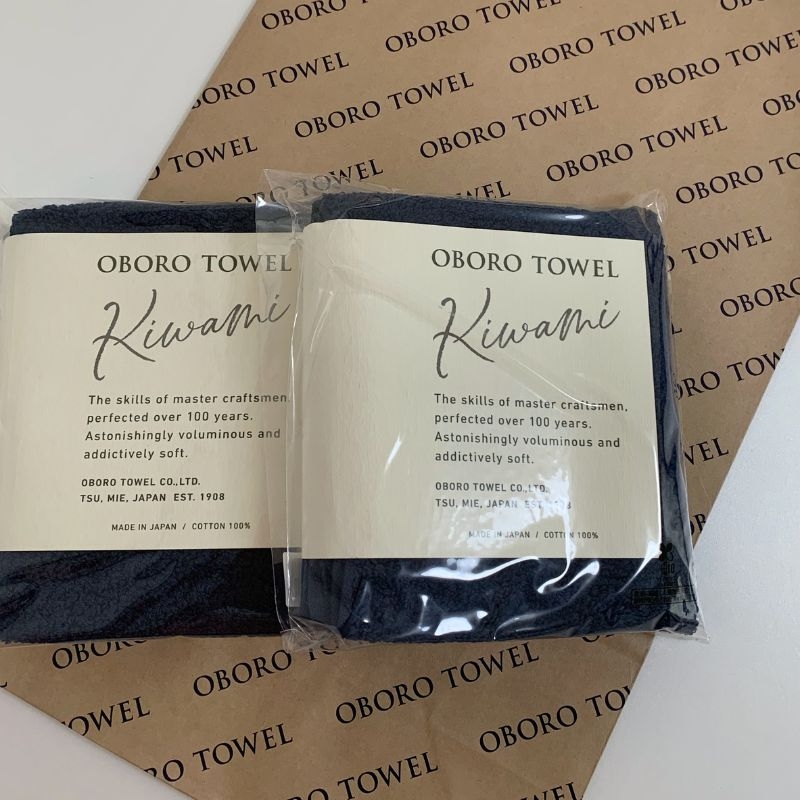 OBORO TOWEL
Kiwami
The skills of master craftsmen,
perfected over 100 years.
Astonishingly voluminous and
addictively soft.
OBORO TOWEL CO.,LTD.
TSU, MIE, JAPAN EST. 1908
MADE IN JAPAN / COTTON 100%
OBORO TOWEL
Kiwami
The skills of master craftsmen,
perfected over 100 years.
Astonishingly voluminous and
addictively soft.
OBORO TOWEL CO.,LTD.
TSU, MIE, JAPAN EST. 1908
MADE IN JAPAN / COTTON 100%
OBORO TOWEL
OBORO TOWEL
OBORO TOWEL
OBORO TOWEL
OBORO TOWEL
OBORO TOWEL
OBORO TOWEL
OBORO TOWEL
OBORO TOWEL
OBORO TOWEL
OBORO TOWEL